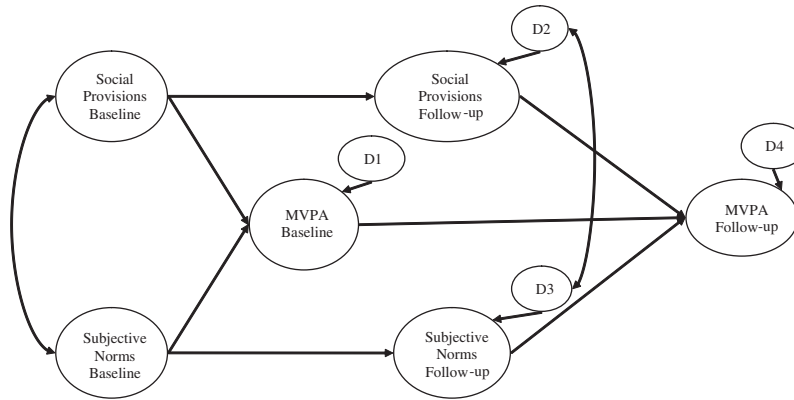 D2
Social
Provisions
Baseline
Social
Provisions
Follow-up
D1
D4
MVPA
Baseline
MVPA
Follow-up
D3
Subjective
Norms
Baseline
Subjective
Norms
Follow-up